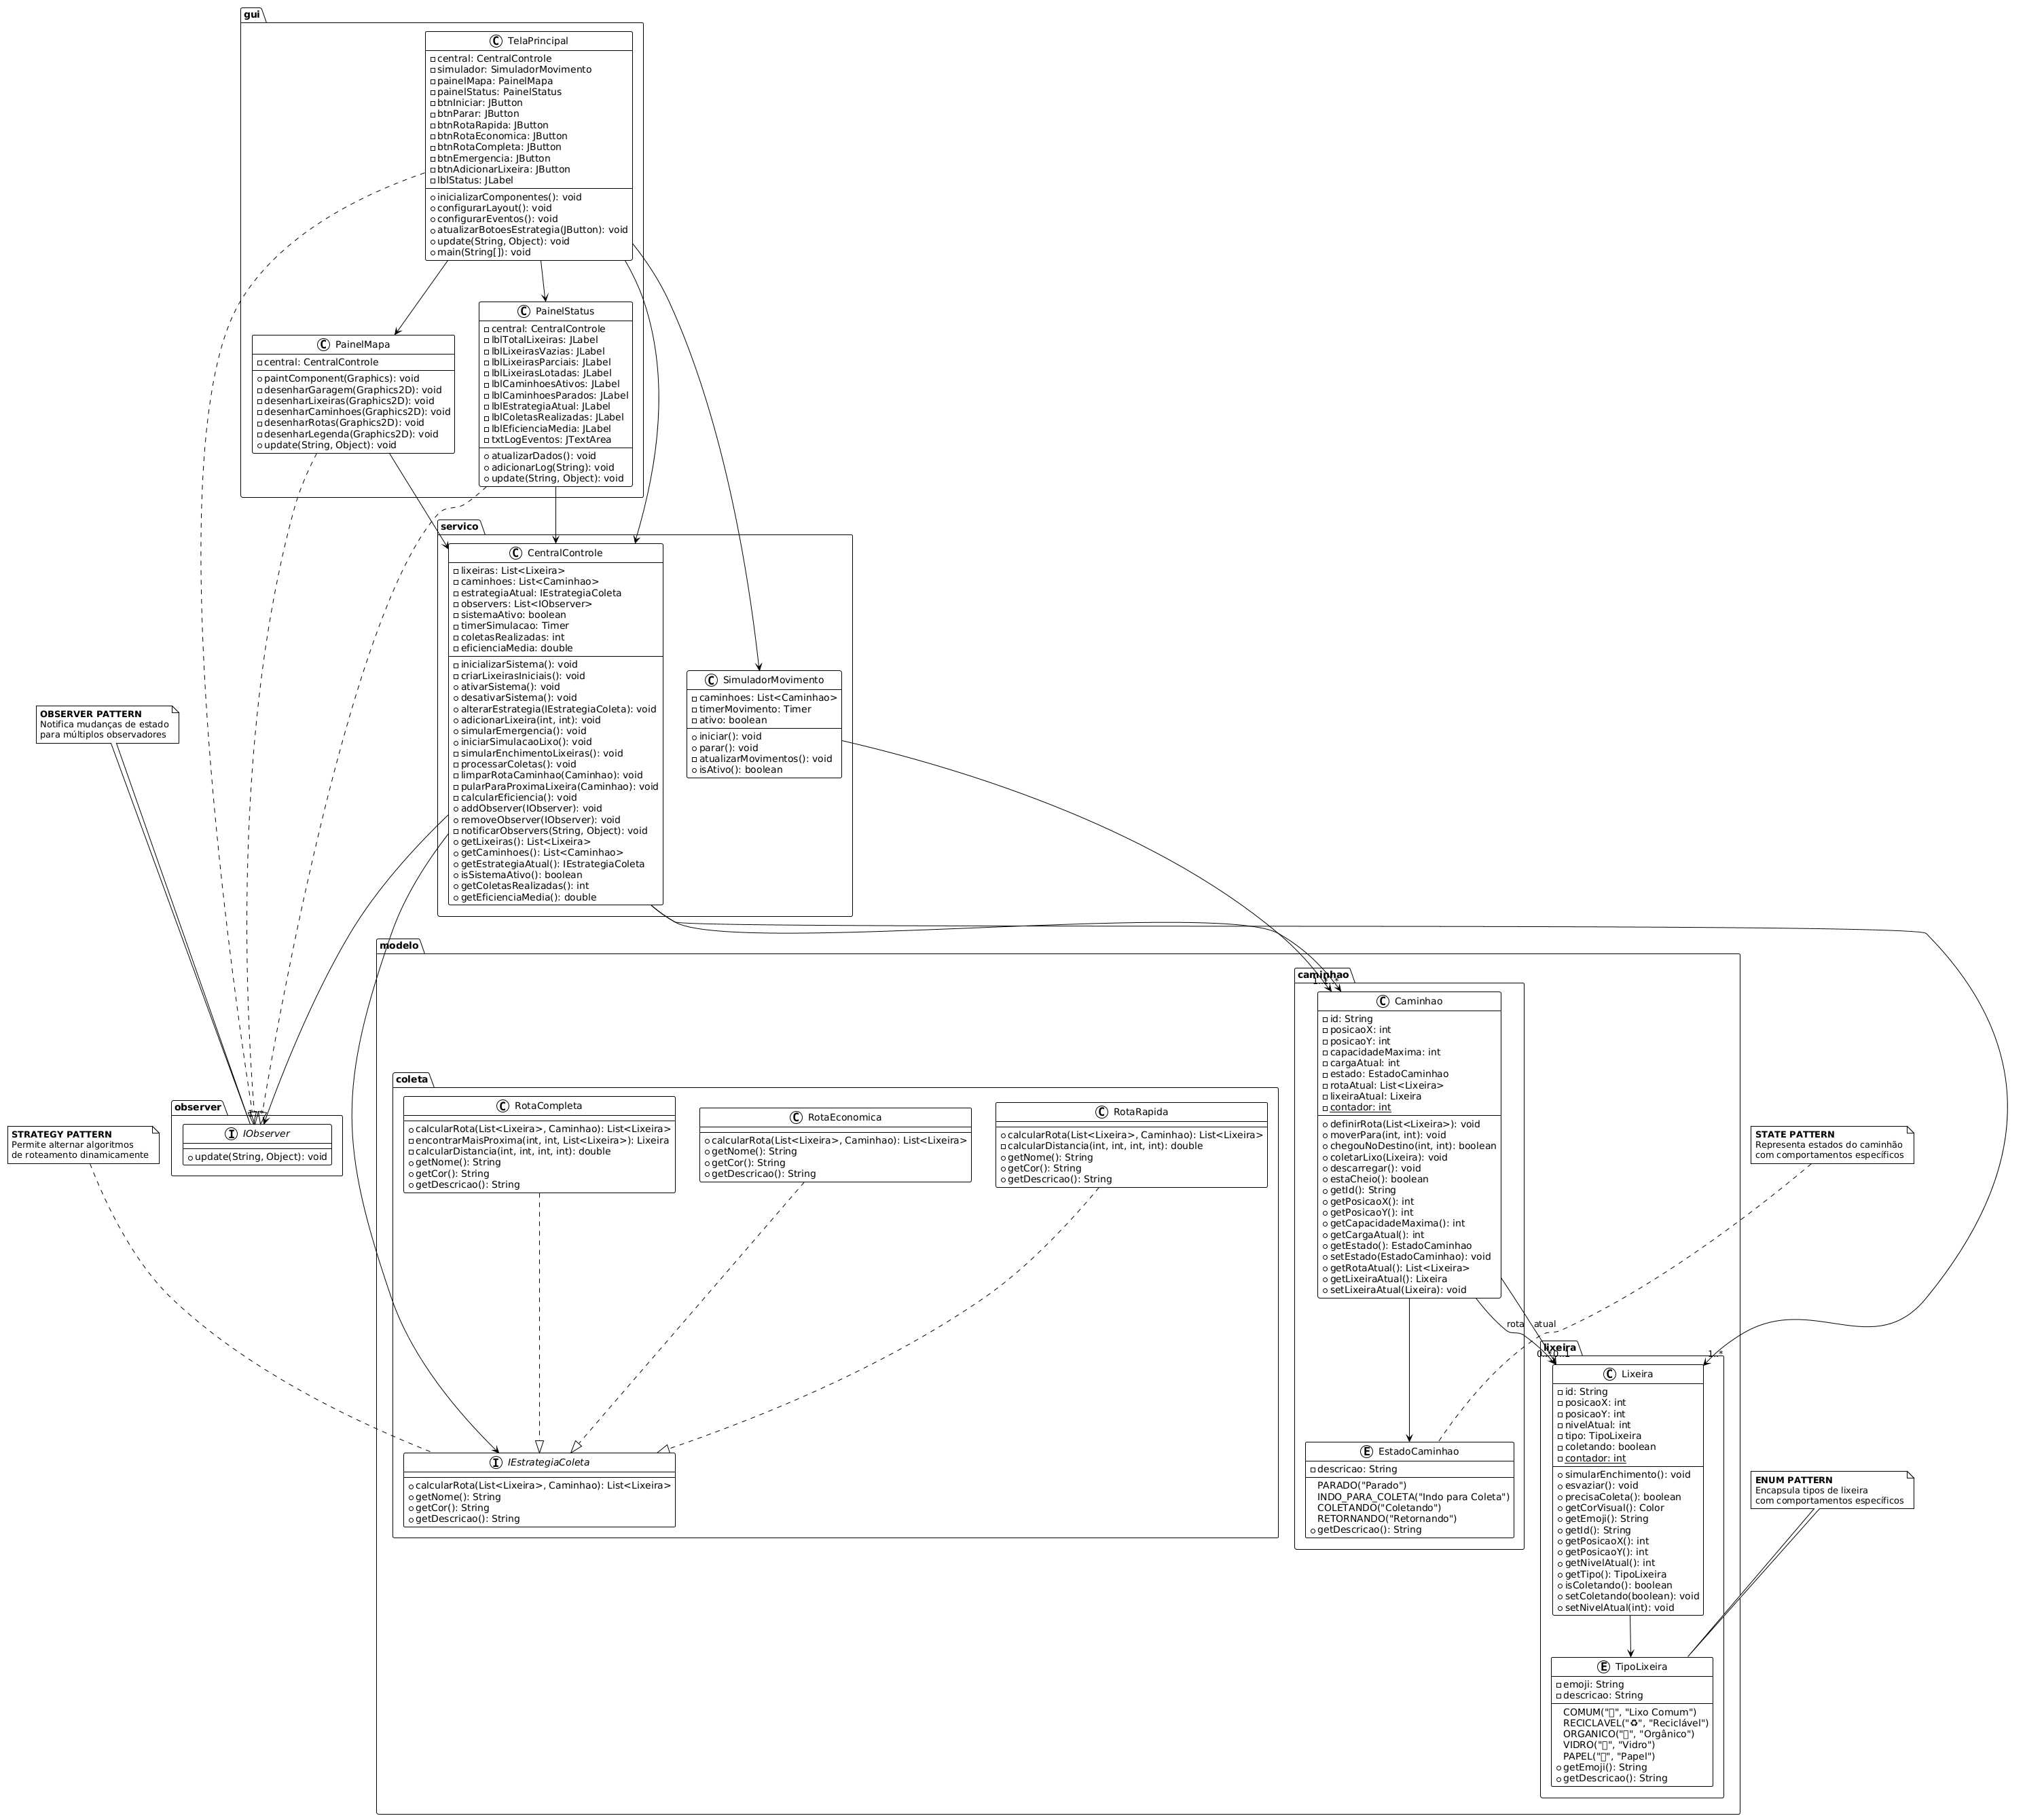 gui
TelaPrincipal
central: CentralControle
simulador: SimuladorMovimento
painelMapa: PainelMapa
painelStatus: PainelStatus
btnIniciar: JButton
btnParar: JButton
btnRotaRapida: JButton
btnRotaEconomica: JButton
btnRotaCompleta: JButton
btnEmergencia: JButton
btnAdicionarLixeira: JButton
lblStatus: JLabel
inicializarComponentes(): void
configurarLayout(): void
configurarEventos(): void
atualizarBotoesEstrategia(JButton): void
update(String, Object): void
main(String[]): void
PainelMapa
central: CentralControle
paintComponent(Graphics): void
desenharGaragem(Graphics2D): void
desenharLixeiras(Graphics2D): void
desenharCaminhoes(Graphics2D): void
desenharRotas(Graphics2D): void
desenharLegenda(Graphics2D): void
update(String, Object): void
PainelStatus
central: CentralControle
lblTotalLixeiras: JLabel
lblLixeirasVazias: JLabel
lblLixeirasParciais: JLabel
lblLixeirasLotadas: JLabel
lblCaminhoesAtivos: JLabel
lblCaminhoesParados: JLabel
lblEstrategiaAtual: JLabel
lblColetasRealizadas: JLabel
lblEficienciaMedia: JLabel
txtLogEventos: JTextArea
atualizarDados(): void
adicionarLog(String): void
update(String, Object): void
servico
CentralControle
lixeiras: List<Lixeira>
caminhoes: List<Caminhao>
estrategiaAtual: IEstrategiaColeta
observers: List<IObserver>
sistemaAtivo: boolean
timerSimulacao: Timer
coletasRealizadas: int
eficienciaMedia: double
inicializarSistema(): void
criarLixeirasIniciais(): void
ativarSistema(): void
desativarSistema(): void
alterarEstrategia(IEstrategiaColeta): void
adicionarLixeira(int, int): void
simularEmergencia(): void
iniciarSimulacaoLixo(): void
simularEnchimentoLixeiras(): void
processarColetas(): void
limparRotaCaminhao(Caminhao): void
pularParaProximaLixeira(Caminhao): void
calcularEficiencia(): void
addObserver(IObserver): void
removeObserver(IObserver): void
notificarObservers(String, Object): void
getLixeiras(): List<Lixeira>
getCaminhoes(): List<Caminhao>
getEstrategiaAtual(): IEstrategiaColeta
isSistemaAtivo(): boolean
getColetasRealizadas(): int
getEficienciaMedia(): double
SimuladorMovimento
caminhoes: List<Caminhao>
timerMovimento: Timer
ativo: boolean
iniciar(): void
parar(): void
atualizarMovimentos(): void
isAtivo(): boolean
OBSERVER PATTERN
Notifica mudanças de estado
para múltiplos observadores
observer
IObserver
update(String, Object): void
STRATEGY PATTERN
Permite alternar algoritmos
de roteamento dinamicamente
modelo
coleta
RotaCompleta
calcularRota(List<Lixeira>, Caminhao): List<Lixeira>
encontrarMaisProxima(int, int, List<Lixeira>): Lixeira
calcularDistancia(int, int, int, int): double
getNome(): String
getCor(): String
getDescricao(): String
RotaEconomica
calcularRota(List<Lixeira>, Caminhao): List<Lixeira>
getNome(): String
getCor(): String
getDescricao(): String
RotaRapida
calcularRota(List<Lixeira>, Caminhao): List<Lixeira>
calcularDistancia(int, int, int, int): double
getNome(): String
getCor(): String
getDescricao(): String
IEstrategiaColeta
calcularRota(List<Lixeira>, Caminhao): List<Lixeira>
getNome(): String
getCor(): String
getDescricao(): String
caminhao
Caminhao
id: String
posicaoX: int
posicaoY: int
capacidadeMaxima: int
cargaAtual: int
estado: EstadoCaminhao
rotaAtual: List<Lixeira>
lixeiraAtual: Lixeira
contador: int
definirRota(List<Lixeira>): void
moverPara(int, int): void
chegouNoDestino(int, int): boolean
coletarLixo(Lixeira): void
descarregar(): void
estaCheio(): boolean
getId(): String
getPosicaoX(): int
getPosicaoY(): int
getCapacidadeMaxima(): int
getCargaAtual(): int
getEstado(): EstadoCaminhao
setEstado(EstadoCaminhao): void
getRotaAtual(): List<Lixeira>
getLixeiraAtual(): Lixeira
setLixeiraAtual(Lixeira): void
rota
atual
EstadoCaminhao
descricao: String
PARADO("Parado")
INDO_PARA_COLETA("Indo para Coleta")
COLETANDO("Coletando")
RETORNANDO("Retornando")
getDescricao(): String
STATE PATTERN
Representa estados do caminhão
com comportamentos específicos
lixeira
0..1
1..*
Lixeira
id: String
posicaoX: int
posicaoY: int
nivelAtual: int
tipo: TipoLixeira
coletando: boolean
contador: int
simularEnchimento(): void
esvaziar(): void
precisaColeta(): boolean
getCorVisual(): Color
getEmoji(): String
getId(): String
getPosicaoX(): int
getPosicaoY(): int
getNivelAtual(): int
getTipo(): TipoLixeira
isColetando(): boolean
setColetando(boolean): void
setNivelAtual(int): void
ENUM PATTERN
Encapsula tipos de lixeira
com comportamentos específicos
TipoLixeira
emoji: String
descricao: String
COMUM("", "Lixo Comum")
RECICLAVEL("♻", "Reciclável")
ORGANICO("", "Orgânico")
VIDRO("", "Vidro")
PAPEL("", "Papel")
getEmoji(): String
getDescricao(): String